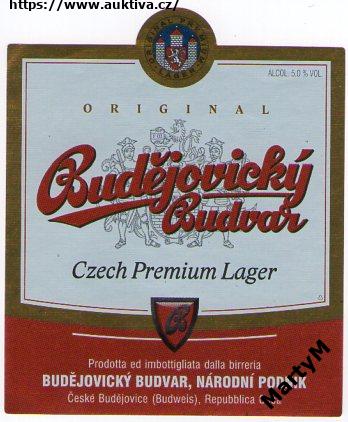 https://www.auktiva.cz/
ALCOL. 5.0 % VOL.
ORIGINAL
Budějovický
Budvar
Czech Premium Lager
Prodotta ed imbottigliata dalla birreria
BUDĚJOVICKÝ BUDVAR, NÁRODNÍ
České Budějovice (Budweis), Repubblica
MartyM